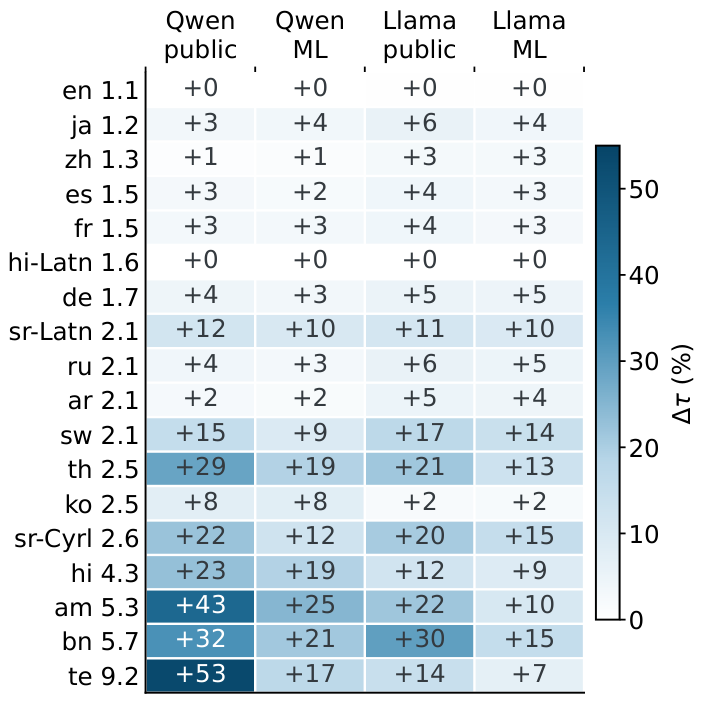 Qwen public Qwen ML Llama public Llama ML
en 1.1 +0 +0 +0 +0
ja 1.2 +3 +4 +6 +4
zh 1.3 +1 +1 +3 +3
es 1.5 +3 +2 +4 +3
fr 1.5 +3 +3 +4 +3
hi-Latn 1.6 +0 +0 +0 +0
de 1.7 +4 +3 +5 +5
sr-Latn 2.1 +12 +10 +11 +10
ru 2.1 +4 +3 +6 +5
ar 2.1 +2 +2 +5 +4
sw 2.1 +15 +9 +17 +14
th 2.5 +29 +19 +21 +13
ko 2.5 +8 +8 +2 +2
sr-Cyrl 2.6 +22 +12 +20 +15
hi 4.3 +23 +19 +12 +9
am 5.3 +43 +25 +22 +10
bn 5.7 +32 +21 +30 +15
te 9.2 +53 +17 +14 +7
50
40
30
20
10
0
Δτ (%)